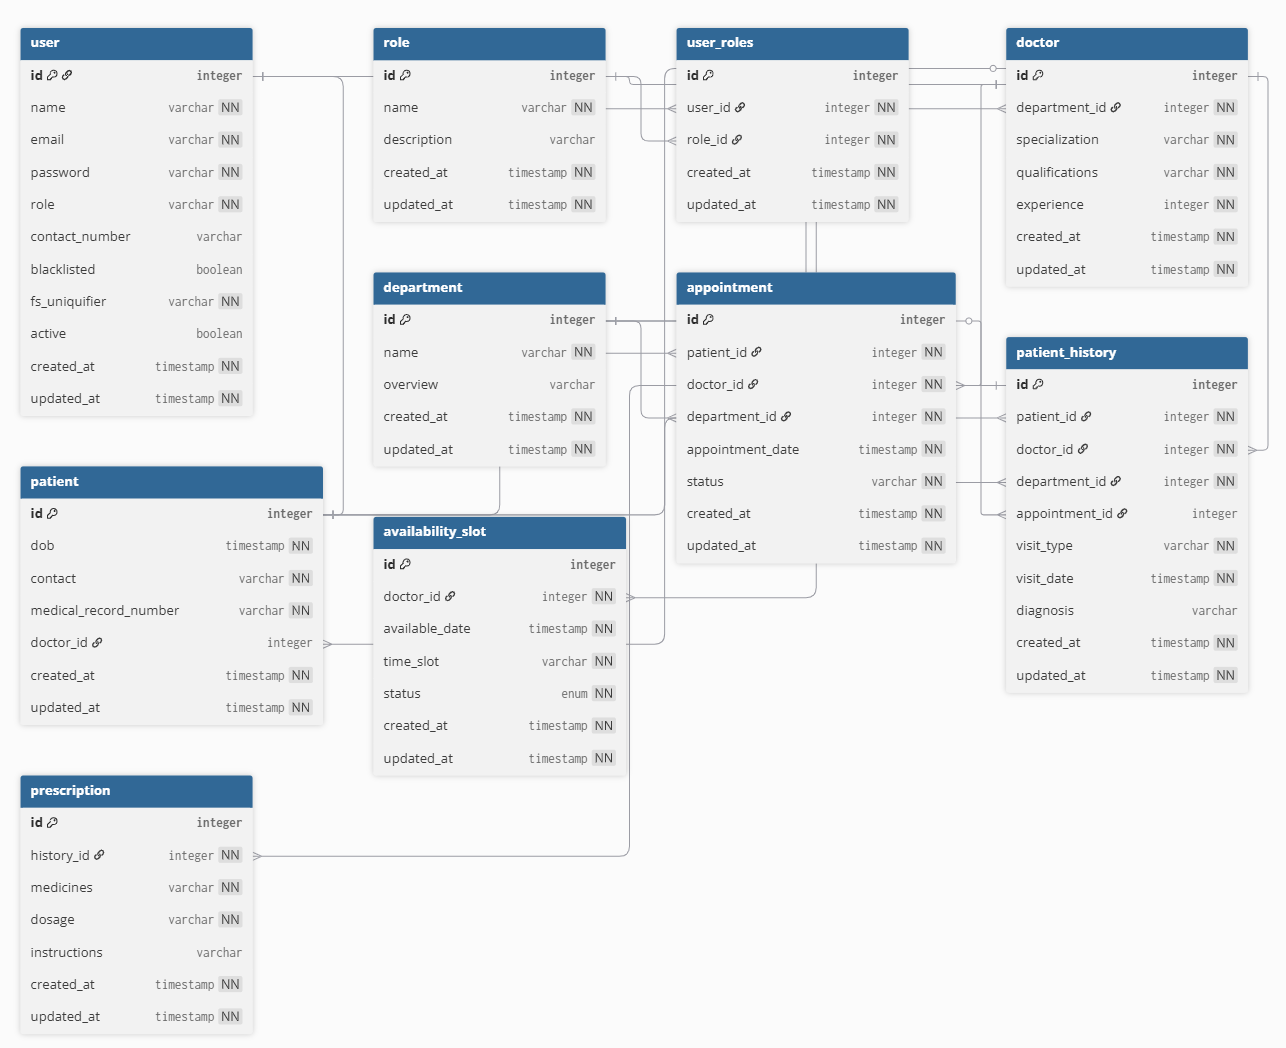 user
id integer
name varchar NN
email varchar NN
password varchar NN
role varchar NN
contact_number varchar
blacklisted boolean
fs_uniquifier varchar NN
active boolean
created_at timestamp NN
updated_at timestamp NN
role
id integer
name varchar NN
description varchar
created_at timestamp NN
updated_at timestamp NN
user_roles
id integer
user_id integer NN
role_id integer NN
created_at timestamp NN
updated_at timestamp NN
doctor
id integer
department_id integer NN
specialization varchar NN
qualifications varchar NN
experience integer NN
created_at timestamp NN
updated_at timestamp NN
department
id integer
name varchar NN
overview varchar
created_at timestamp NN
updated_at timestamp NN
appointment
id integer
patient_id integer NN
doctor_id integer NN
department_id integer NN
appointment_date timestamp NN
status varchar NN
created_at timestamp NN
updated_at timestamp NN
patient_history
id integer
patient_id integer NN
doctor_id integer NN
department_id integer NN
appointment_id integer
visit_type varchar NN
visit_date timestamp NN
diagnosis varchar
created_at timestamp NN
updated_at timestamp NN
patient
id integer
dob timestamp NN
contact varchar NN
medical_record_number varchar NN
doctor_id integer
created_at timestamp NN
updated_at timestamp NN
availability_slot
id integer
doctor_id integer NN
available_date timestamp NN
time_slot varchar NN
status enum NN
created_at timestamp NN
updated_at timestamp NN
prescription
id integer
history_id integer NN
medicines varchar NN
dosage varchar NN
instructions varchar
created_at timestamp NN
updated_at timestamp NN